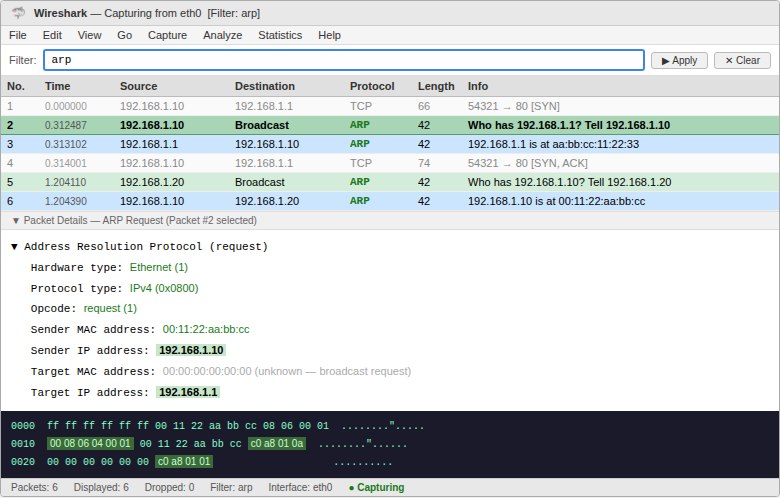 Wireshark — Capturing from eth0 [Filter: arp]
File Edit View Go Capture Analyze Statistics Help
Filter: arp ▶ Apply ✕ Clear
No. Time Source Destination Protocol Length Info
1 0.000000 192.168.1.10 192.168.1.1 TCP 66 54321 → 80 [SYN]
2 0.312487 192.168.1.10 Broadcast ARP 42 Who has 192.168.1.1? Tell 192.168.1.10
3 0.313102 192.168.1.1 192.168.1.10 ARP 42 192.168.1.1 is at aa:bb:cc:11:22:33
4 0.314001 192.168.1.10 192.168.1.1 TCP 74 54321 → 80 [SYN, ACK]
5 1.204110 192.168.1.20 Broadcast ARP 42 Who has 192.168.1.10? Tell 192.168.1.20
6 1.204390 192.168.1.10 192.168.1.20 ARP 42 192.168.1.10 is at 00:11:22:aa:bb:cc
▼ Packet Details — ARP Request (Packet #2 selected)
▼ Address Resolution Protocol (request)
Hardware type: Ethernet (1)
Protocol type: IPv4 (0x0800)
Opcode: request (1)
Sender MAC address: 00:11:22:aa:bb:cc
Sender IP address: 192.168.1.10
Target MAC address: 00:00:00:00:00:00 (unknown — broadcast request)
Target IP address: 192.168.1.1
0000 ff ff ff ff ff ff 00 11 22 aa bb cc 08 06 00 01 ........".....
0010 00 08 06 04 00 01 00 11 22 aa bb cc c0 a8 01 0a ........"......
0020 00 00 00 00 00 00 c0 a8 01 01 ..........
Packets: 6 Displayed: 6 Dropped: 0 Filter: arp Interface: eth0 ● Capturing